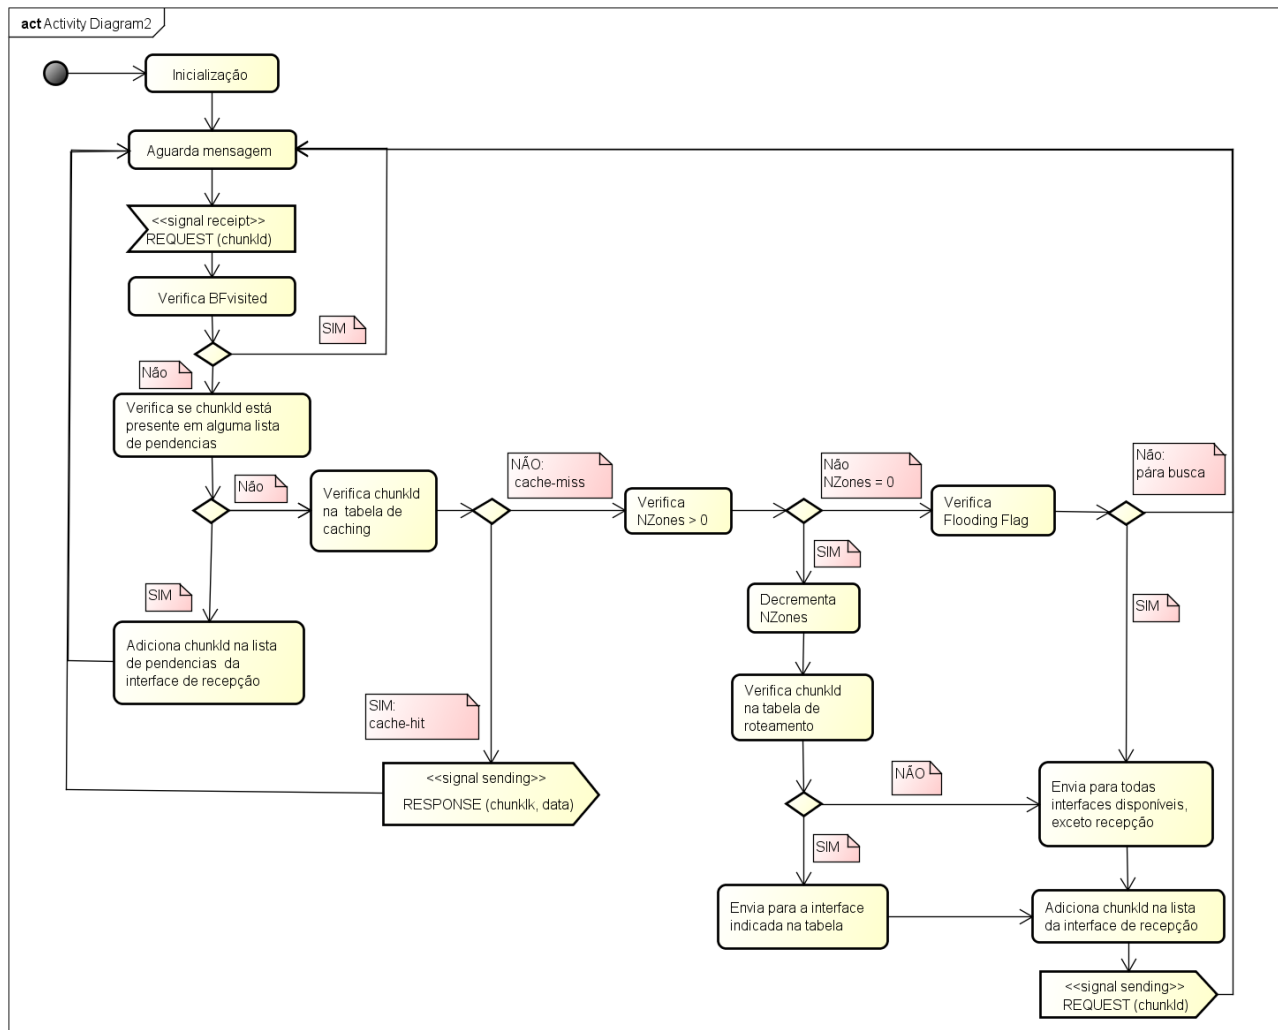 act Activity Diagram2
Inicialização
Aguarda mensagem
<<signal receipt>>
REQUEST (chunkId)
Verifica BFvisited
SIM
Não
Verifica se chunkId está
presente em alguma lista
de pendencias
Não
Verifica chunkId
na tabela de
caching
NÃO:
cache-miss
Verifica
NZones > 0
Não
NZones = 0
Verifica
Flooding Flag
Não:
pára busca
SIM
Adiciona chunkId na lista
de pendencias da
interface de recepção
SIM:
cache-hit
<<signal sending>>
RESPONSE (chunkIk, data)
SIM
Decrementa
NZones
Verifica chunkId
na tabela de
roteamento
NÃO
SIM
Envia para a interface
indicada na tabela
SIM
Envia para todas
interfaces disponíveis,
exceto recepção
Adiciona chunkId na lista
da interface de recepção
<<signal sending>>
REQUEST (chunkId)